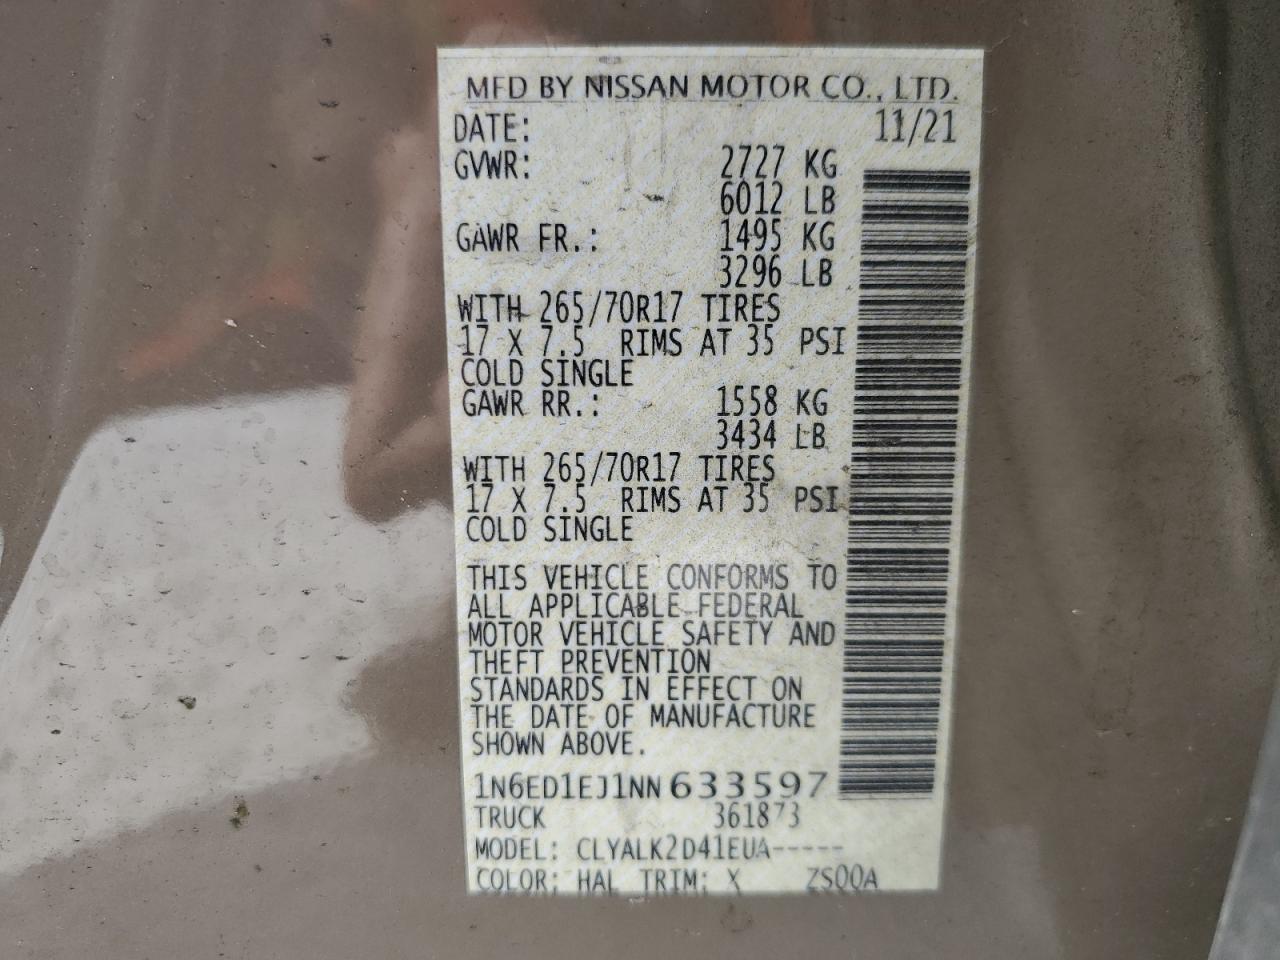 MFD BY NISSAN MOTOR CO., LTD.
DATE: 11/21
GVWR: 2727 KG
6012 LB
GAWR FR.: 1495 KG
3296 LB
WITH 265/70R17 TIRES
17 X 7.5 RIMS AT 35 PSI
COLD SINGLE
GAWR RR.: 1558 KG
3434 LB
WITH 265/70R17 TIRES
17 X 7.5 RIMS AT 35 PSI
COLD SINGLE
THIS VEHICLE CONFORMS TO
ALL APPLICABLE FEDERAL
MOTOR VEHICLE SAFETY AND
THEFT PREVENTION
STANDARDS IN EFFECT ON
THE DATE OF MANUFACTURE
SHOWN ABOVE.
1N6ED1EJ1NN633597
TRUCK 361873
MODEL: CLYALK2D41EUA-----
COLOR: HAL TRIM: X ZS00A